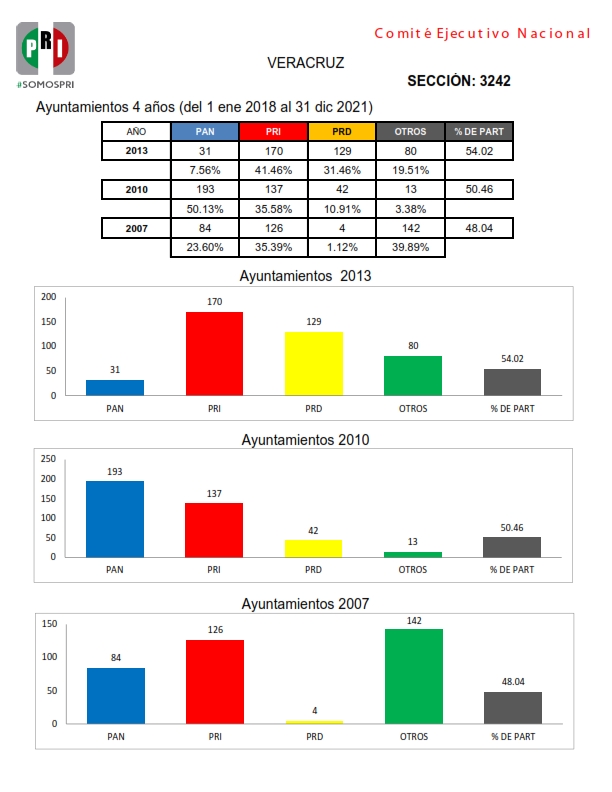 PRI
#SOMOSPRI
Comité Ejecutivo Nacional
VERACRUZ
SECCIÓN: 3242
Ayuntamientos 4 años (del 1 ene 2018 al 31 dic 2021)
AÑO PAN PRI PRD OTROS % DE PART
2013 31 170 129 80 54.02
7.56% 41.46% 31.46% 19.51%
2010 193 137 42 13 50.46
50.13% 35.58% 10.91% 3.38%
2007 84 126 4 142 48.04
23.60% 35.39% 1.12% 39.89%
Ayuntamientos 2013
200
150
100
50
0
31 170 129 80 54.02
PAN PRI PRD OTROS % DE PART
Ayuntamientos 2010
250
200
150
100
50
0
193 137 42 13 50.46
PAN PRI PRD OTROS % DE PART
Ayuntamientos 2007
150
100
50
0
84 126 4 142 48.04
PAN PRI PRD OTROS % DE PART